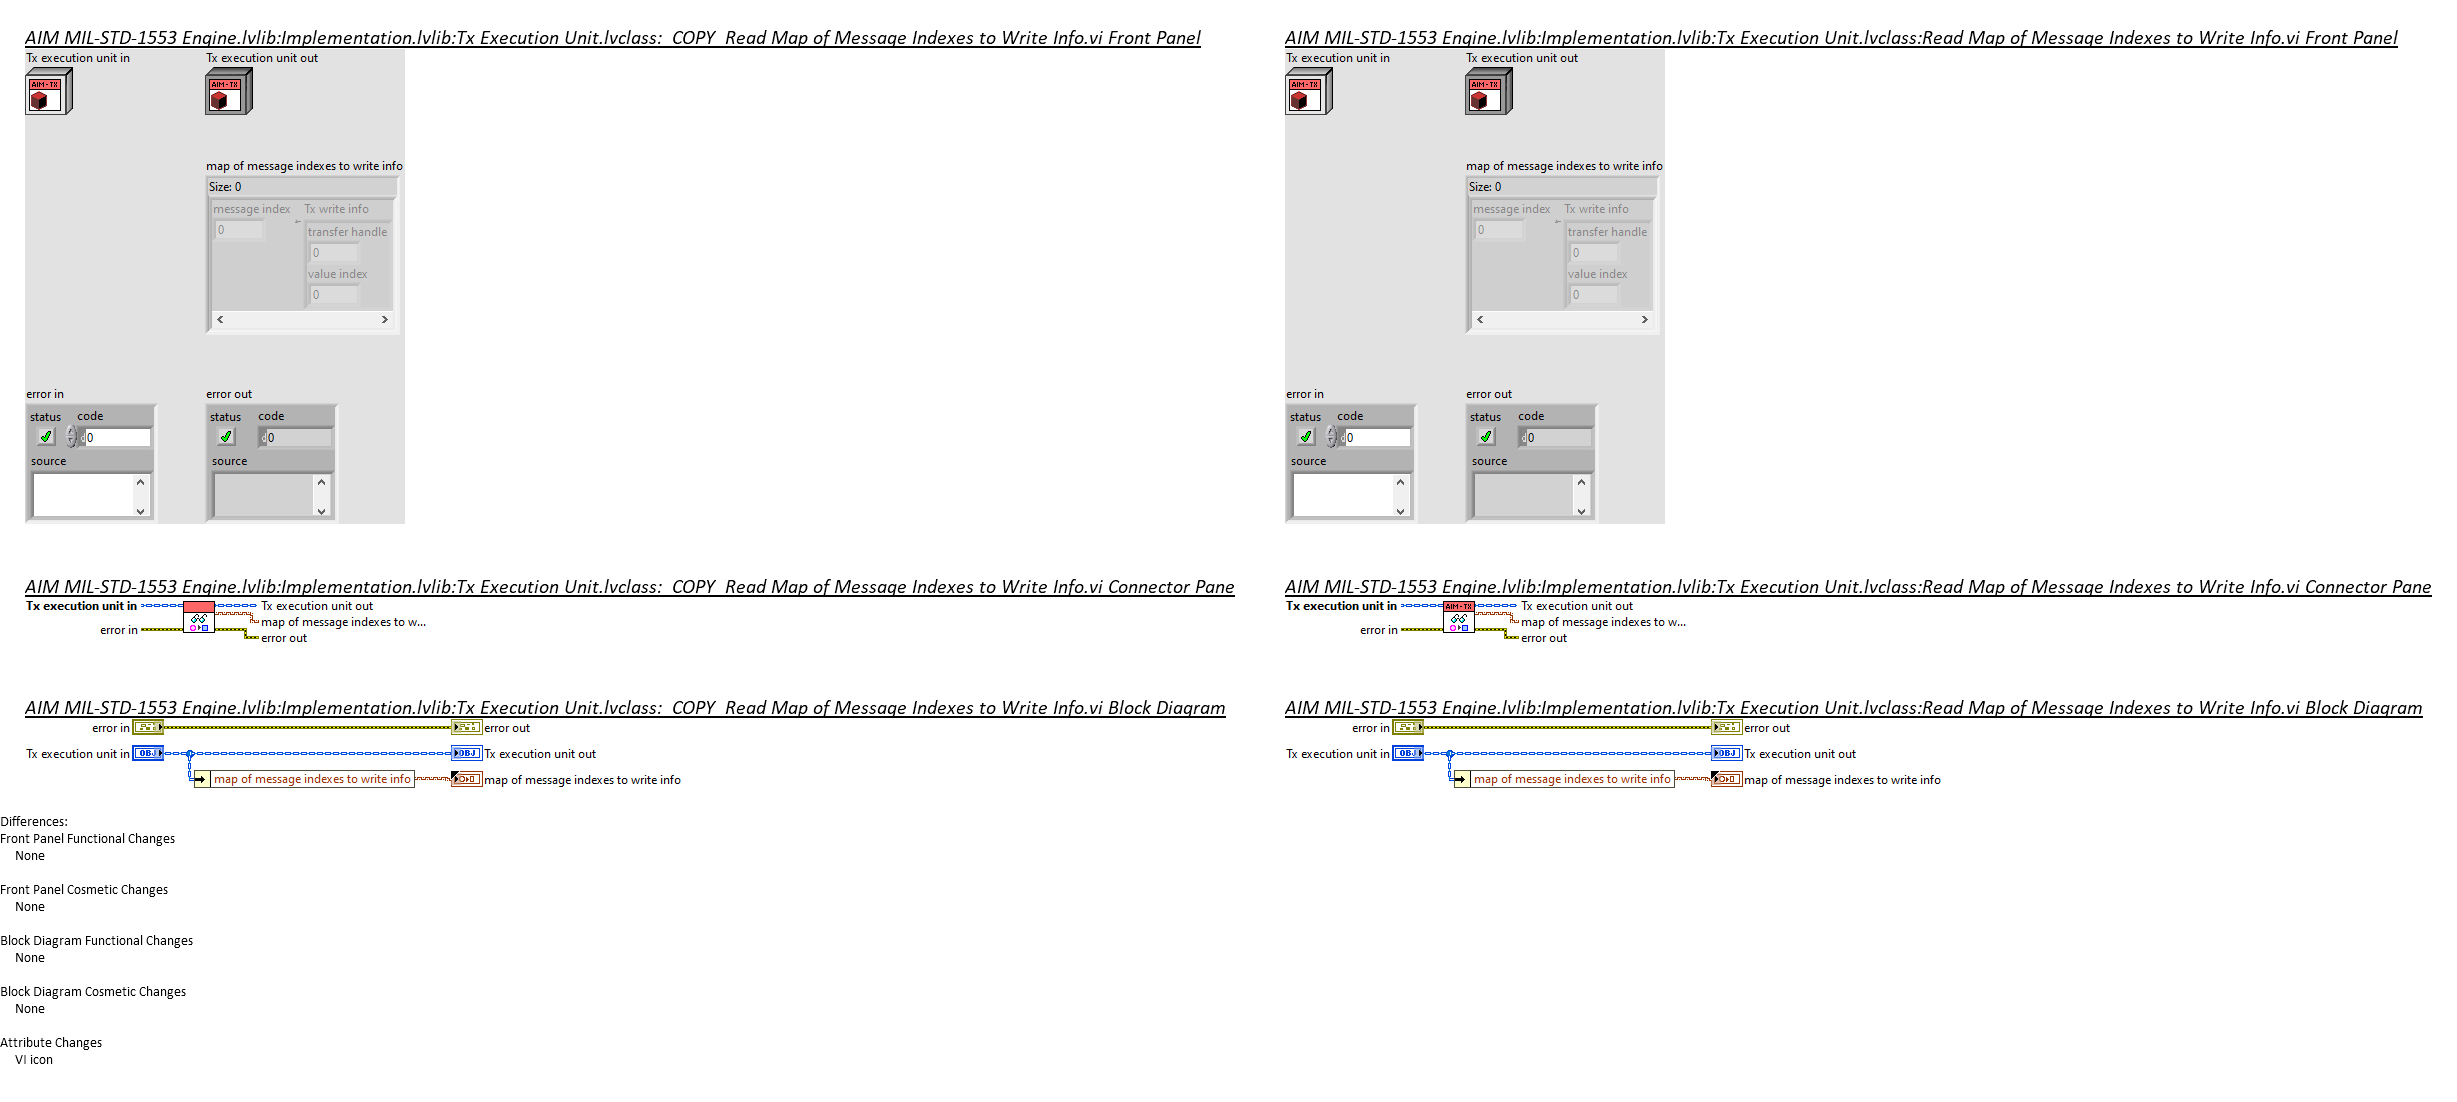 AIM MIL-STD-1553 Engine.lvlib:Implementation.lvlib:Tx Execution Unit.lvclass:  COPY  Read Map of Message Indexes to Write Info.vi Front Panel
Tx execution unit in
Tx execution unit out
AIM - TX
AIM - TX
map of message indexes to write info
Size: 0
message index
Tx write info
0
transfer handle
0
value index
0
error in
error out
status
code
status
code
d
0
d
0
source
source
AIM MIL-STD-1553 Engine.lvlib:Implementation.lvlib:Tx Execution Unit.lvclass:  COPY  Read Map of Message Indexes to Write Info.vi Connector Pane
Tx execution unit in
Tx execution unit out
map of message indexes to w...
error in
error out
AIM MIL-STD-1553 Engine.lvlib:Implementation.lvlib:Tx Execution Unit.lvclass:  COPY  Read Map of Message Indexes to Write Info.vi Block Diagram
error in
error out
Tx execution unit in
OBJ
OBJ
Tx execution unit out
map of message indexes to write info
map of message indexes to write info
Differences:
Front Panel Functional Changes
None
Front Panel Cosmetic Changes
None
Block Diagram Functional Changes
None
Block Diagram Cosmetic Changes
None
Attribute Changes
VI icon
AIM MIL-STD-1553 Engine.lvlib:Implementation.lvlib:Tx Execution Unit.lvclass:Read Map of Message Indexes to Write Info.vi Front Panel
Tx execution unit in
Tx execution unit out
AIM - TX
AIM - TX
map of message indexes to write info
Size: 0
message index
Tx write info
0
transfer handle
0
value index
0
error in
error out
status
code
status
code
d
0
d
0
source
source
AIM MIL-STD-1553 Engine.lvlib:Implementation.lvlib:Tx Execution Unit.lvclass:Read Map of Message Indexes to Write Info.vi Connector Pane
Tx execution unit in
AIM - TX
Tx execution unit out
map of message indexes to w...
error in
error out
AIM MIL-STD-1553 Engine.lvlib:Implementation.lvlib:Tx Execution Unit.lvclass:Read Map of Message Indexes to Write Info.vi Block Diagram
error in
error out
Tx execution unit in
OBJ
OBJ
Tx execution unit out
map of message indexes to write info
map of message indexes to write info